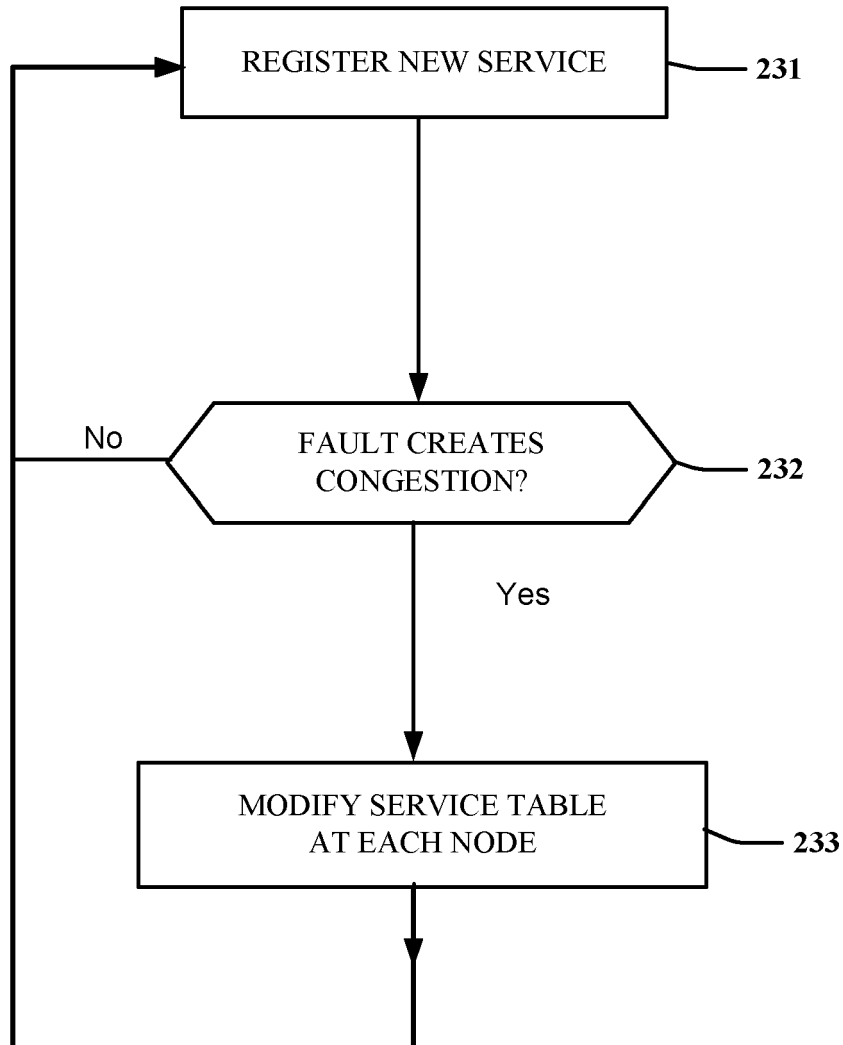 REGISTER NEW SERVICE
231
No
FAULT CREATES
CONGESTION?
232
Yes
MODIFY SERVICE TABLE
AT EACH NODE
233